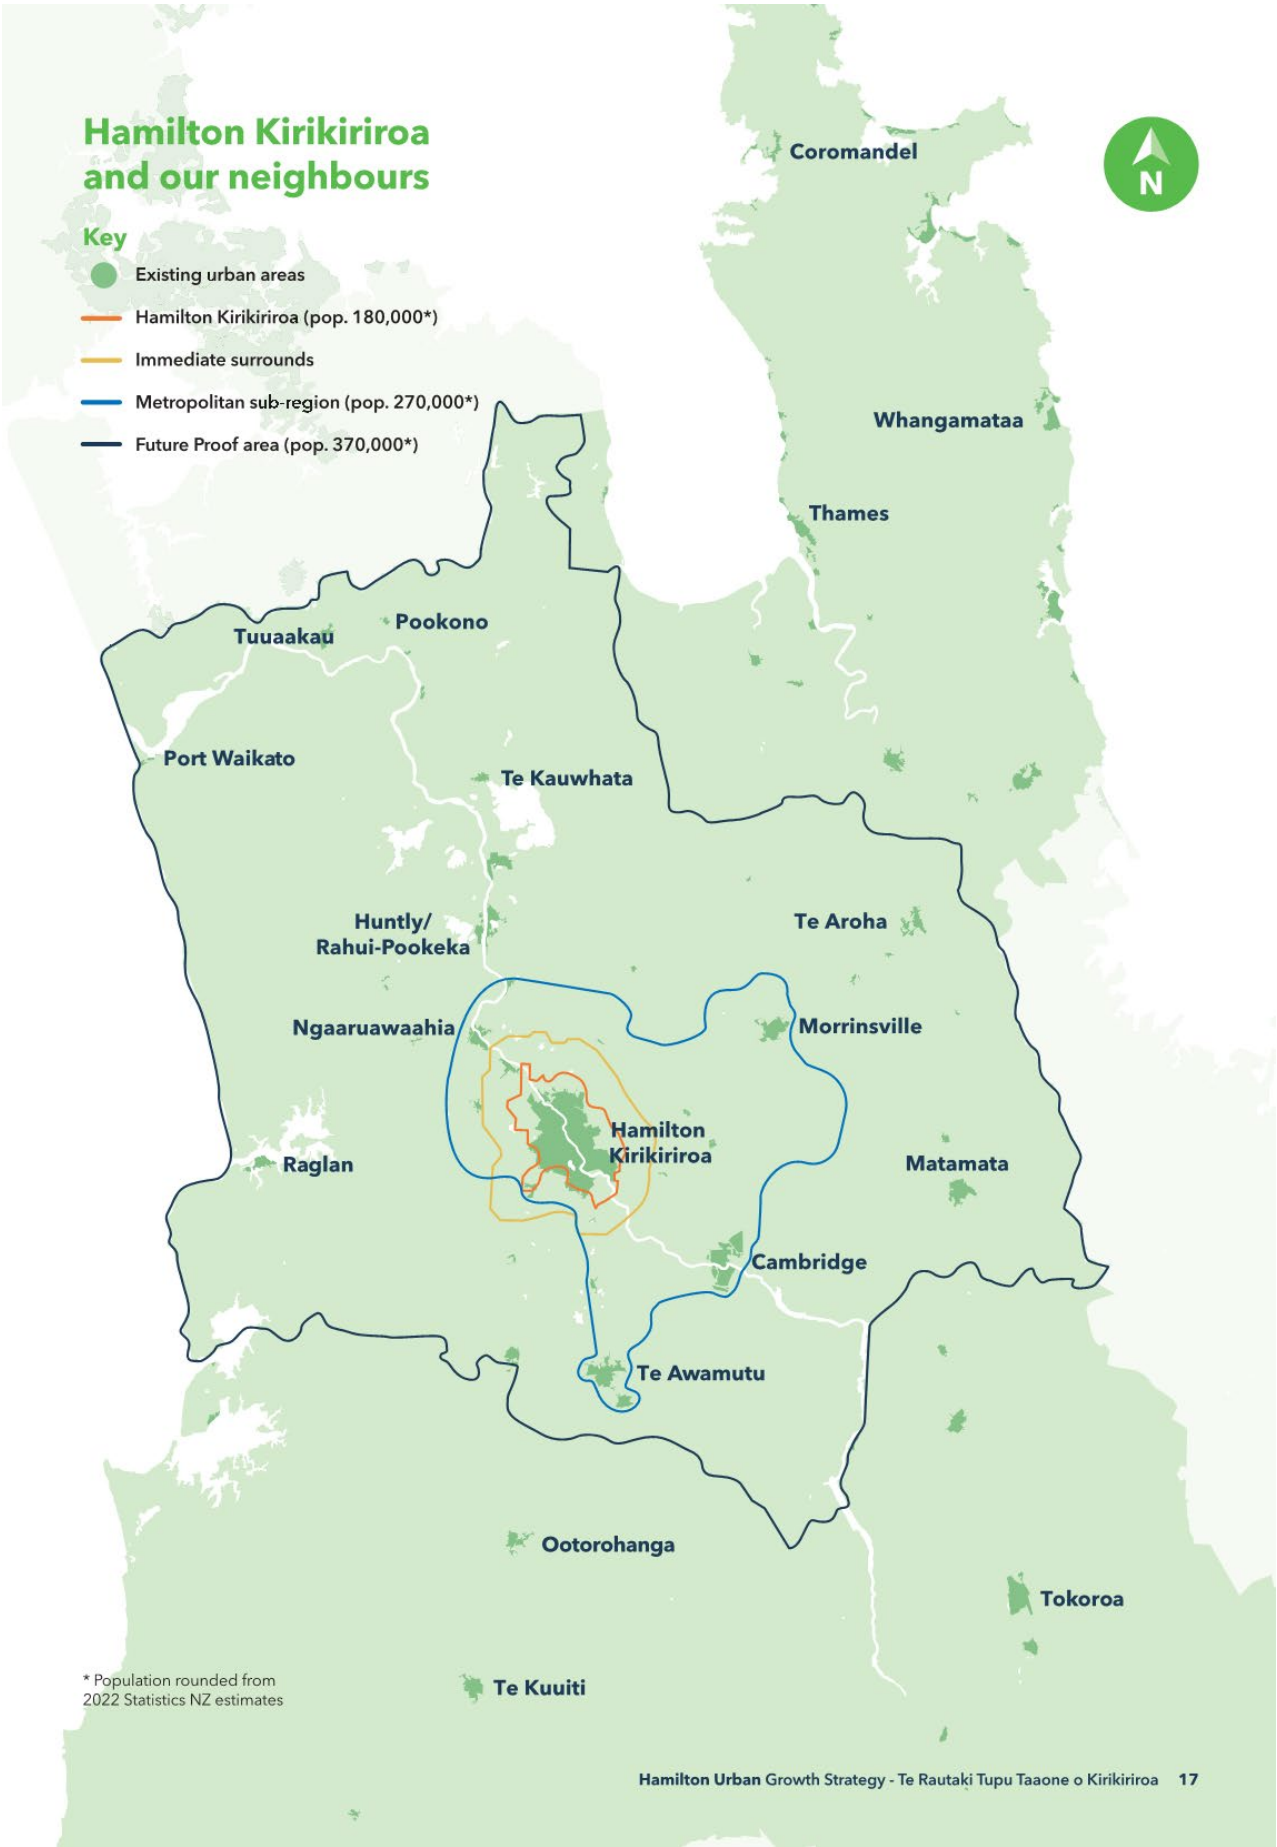 Hamilton Kirikiriroa
and our neighbours
Key
Existing urban areas
Hamilton Kirikiriroa (pop. 180,000*)
Immediate surrounds
Metropolitan sub-region (pop. 270,000*)
Future Proof area (pop. 370,000*)
N
Coromandel
Whangamataa
Thames
Pookono
Tuuaakau
Port Waikato
Te Kauwhata
Huntly/
Rahui-Pookeka
Te Aroha
Ngaaruawaahia
Morrinsville
Hamilton
Kirikiriroa
Raglan
Matamata
Cambridge
Te Awamutu
Ootorohanga
Tokoroa
Te Kuuiti
* Population rounded from
2022 Statistics NZ estimates
Hamilton Urban Growth Strategy - Te Rautaki Tupu Taaone o Kirikiriroa 17